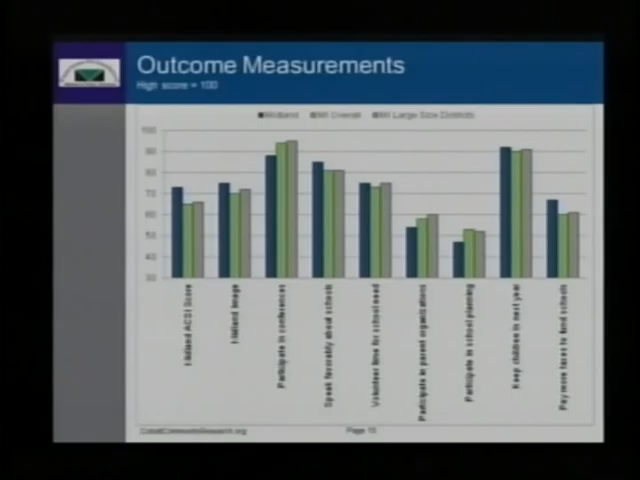 Outcome Measurements
High score = 100
Midland MI Overall MI Large Size Districts
100
90
80
70
60
50
40
30
Midland ACSI Score
Midland Image
Participate in conferences
Speak favorably about schools
Volunteer time for school need
Participate in parent organizations
Participate in school planning
Keep children in next year
Pay more taxes to fund schools
CobaltCommunityResearch.org
Page 15